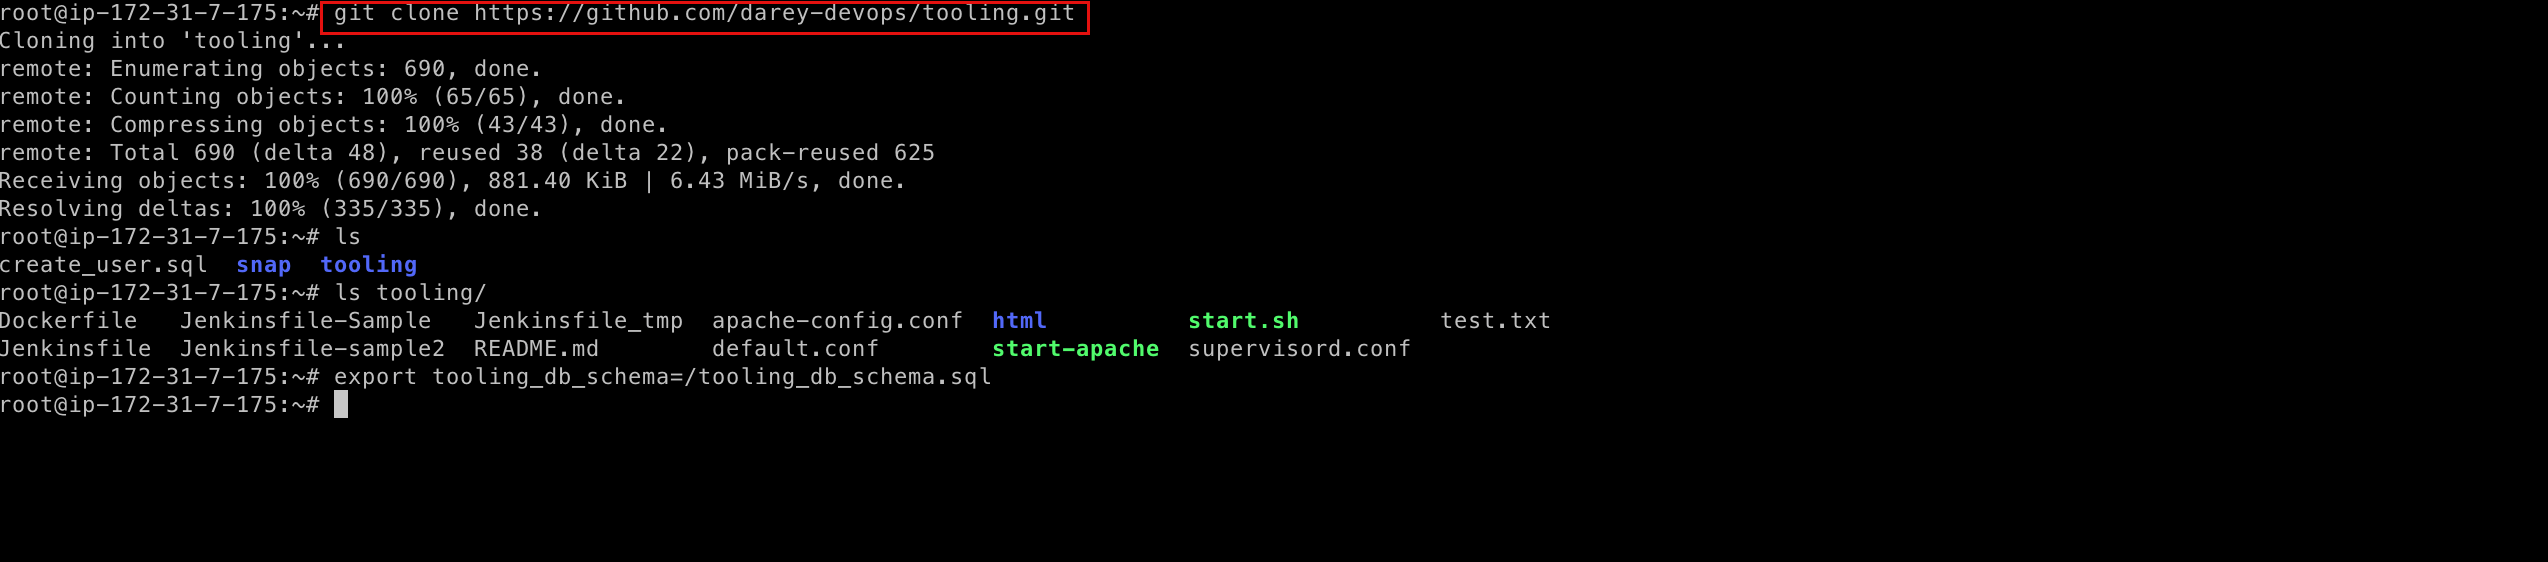 root@ip-172-31-7-175:~# git clone https://github.com/darey-devops/tooling.git
Cloning into 'tooling'...
remote: Enumerating objects: 690, done.
remote: Counting objects: 100% (65/65), done.
remote: Compressing objects: 100% (43/43), done.
remote: Total 690 (delta 48), reused 38 (delta 22), pack-reused 625
Receiving objects: 100% (690/690), 881.40 KiB | 6.43 MiB/s, done.
Resolving deltas: 100% (335/335), done.
root@ip-172-31-7-175:~# ls
create_user.sql  snap  tooling
root@ip-172-31-7-175:~# ls tooling/
Dockerfile   Jenkinsfile-Sample   Jenkinsfile_tmp  apache-config.conf  html          start.sh          test.txt
Jenkinsfile  Jenkinsfile-sample2  README.md        default.conf        start-apache  supervisord.conf
root@ip-172-31-7-175:~# export tooling_db_schema=/tooling_db_schema.sql
root@ip-172-31-7-175:~#